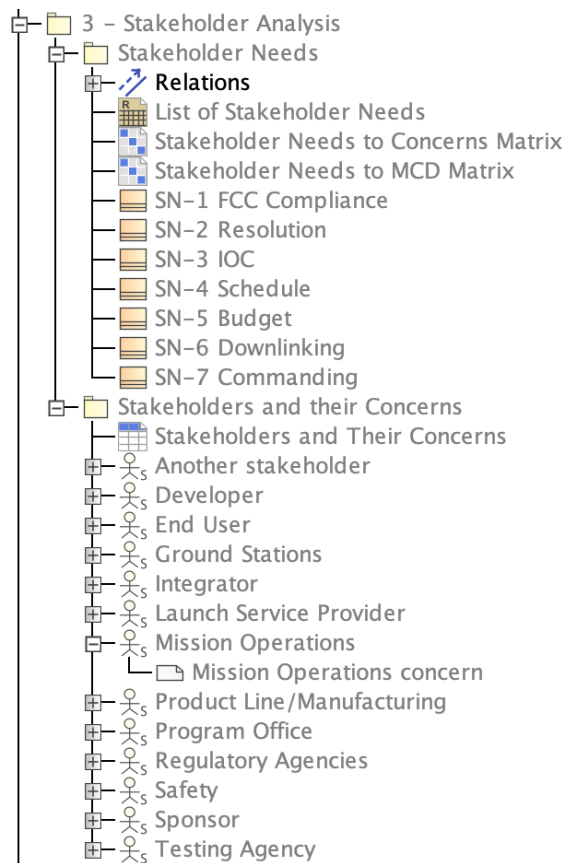 3 – Stakeholder Analysis
Stakeholder Needs
Relations
R
List of Stakeholder Needs
Stakeholder Needs to Concerns Matrix
Stakeholder Needs to MCD Matrix
SN–1 FCC Compliance
SN–2 Resolution
SN–3 IOC
SN–4 Schedule
SN–5 Budget
SN–6 Downlinking
SN–7 Commanding
Stakeholders and their Concerns
Stakeholders and Their Concerns
S Another stakeholder
S Developer
S End User
S Ground Stations
S Integrator
S Launch Service Provider
S Mission Operations
Mission Operations concern
S Product Line/Manufacturing
S Program Office
S Regulatory Agencies
S Safety
S Sponsor
S Testing Agency